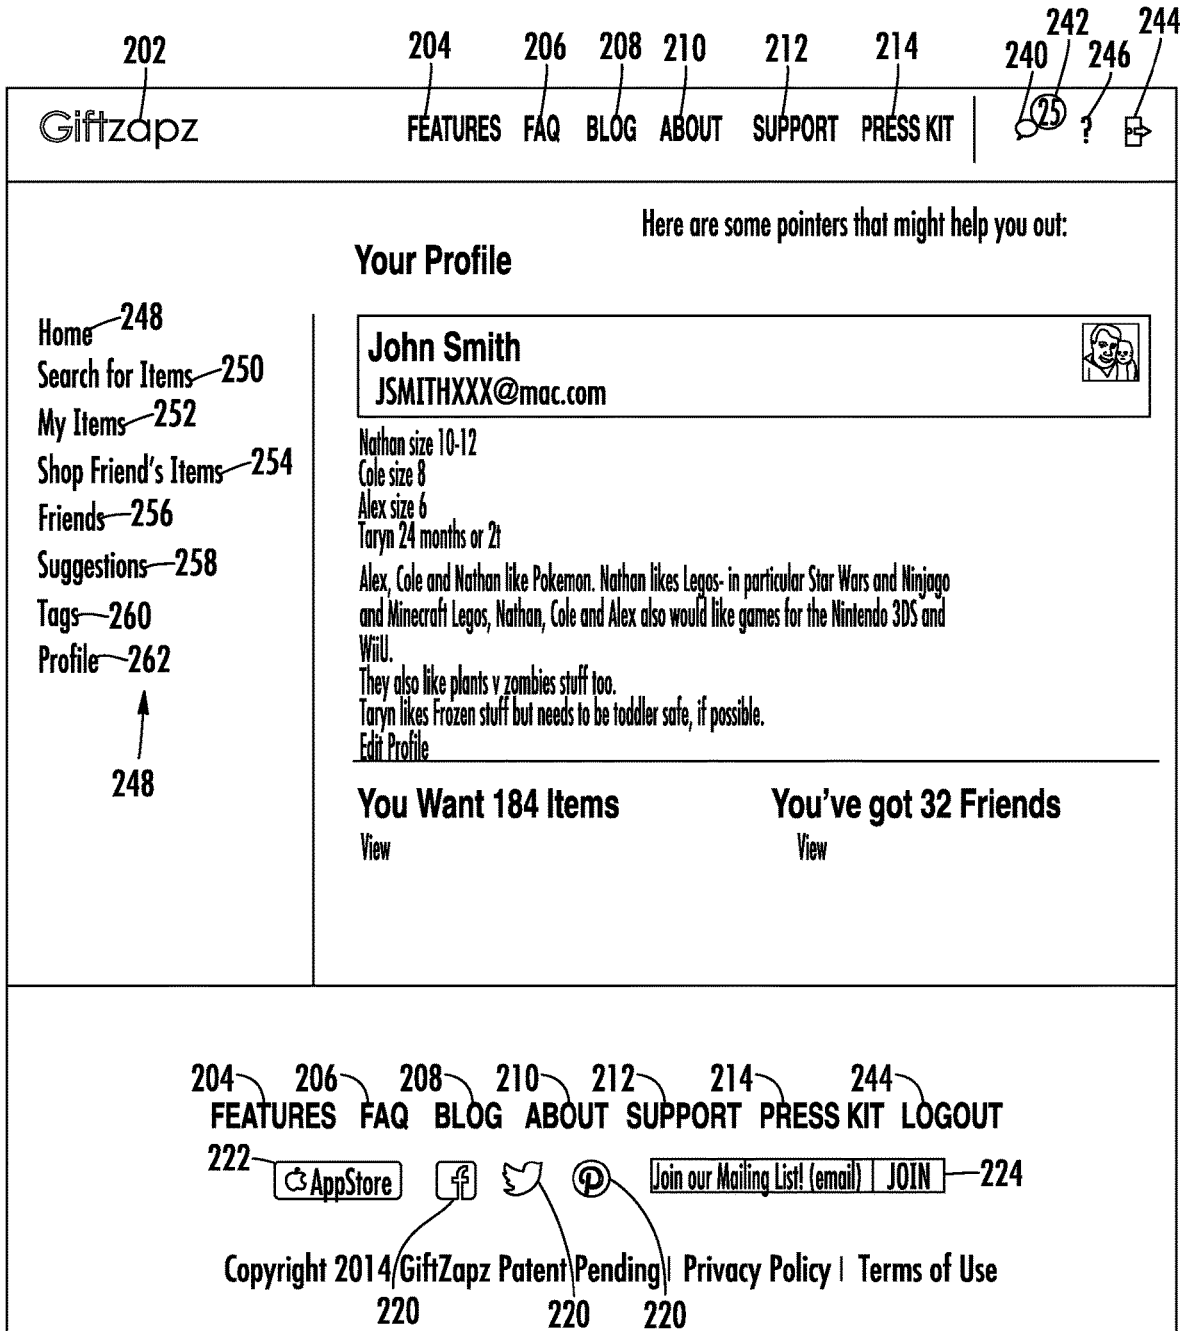 242 244
202 204 206 208 210 212 214 240 246
Giftzapz FEATURES FAQ BLOG ABOUT SUPPORT PRESS KIT 25 ?
Here are some pointers that might help you out:
Your Profile
Home 248
Search for Items 250
My Items 252
Shop Friend's Items 254
Friends 256
Suggestions 258
Tags 260
Profile 262
248
John Smith
JSMITHXXX@mac.com
Nathan size 10-12
Cole size 8
Alex size 6
Taryn 24 months or 2t
Alex, Cole and Nathan like Pokemon. Nathan likes Legos- in particular Star Wars and Ninjago
and Minecraft Legos, Nathan, Cole and Alex also would like games for the Nintendo 3DS and
WiiU.
They also like plants v zombies stuff too.
Taryn likes Frozen stuff but needs to be toddler safe, if possible.
Edit Profile
You Want 184 Items You've got 32 Friends
View View
204 206 208 210 212 214 244
FEATURES FAQ BLOG ABOUT SUPPORT PRESS KIT LOGOUT
222 AppStore f P Join our Mailing List! (email) | JOIN 224
Copyright 2014 GiftZapz Patent Pending | Privacy Policy | Terms of Use
220 220 220